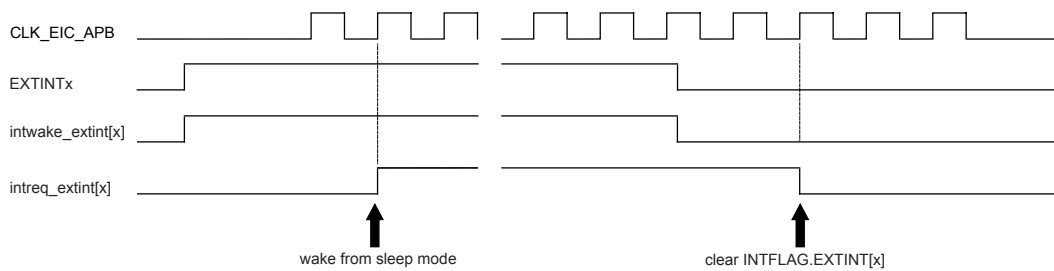 CLK_EIC_APB
EXTINTx
intwake_extint[x]
intreq_extint[x]
wake from sleep mode
clear INTFLAG.EXTINT[x]